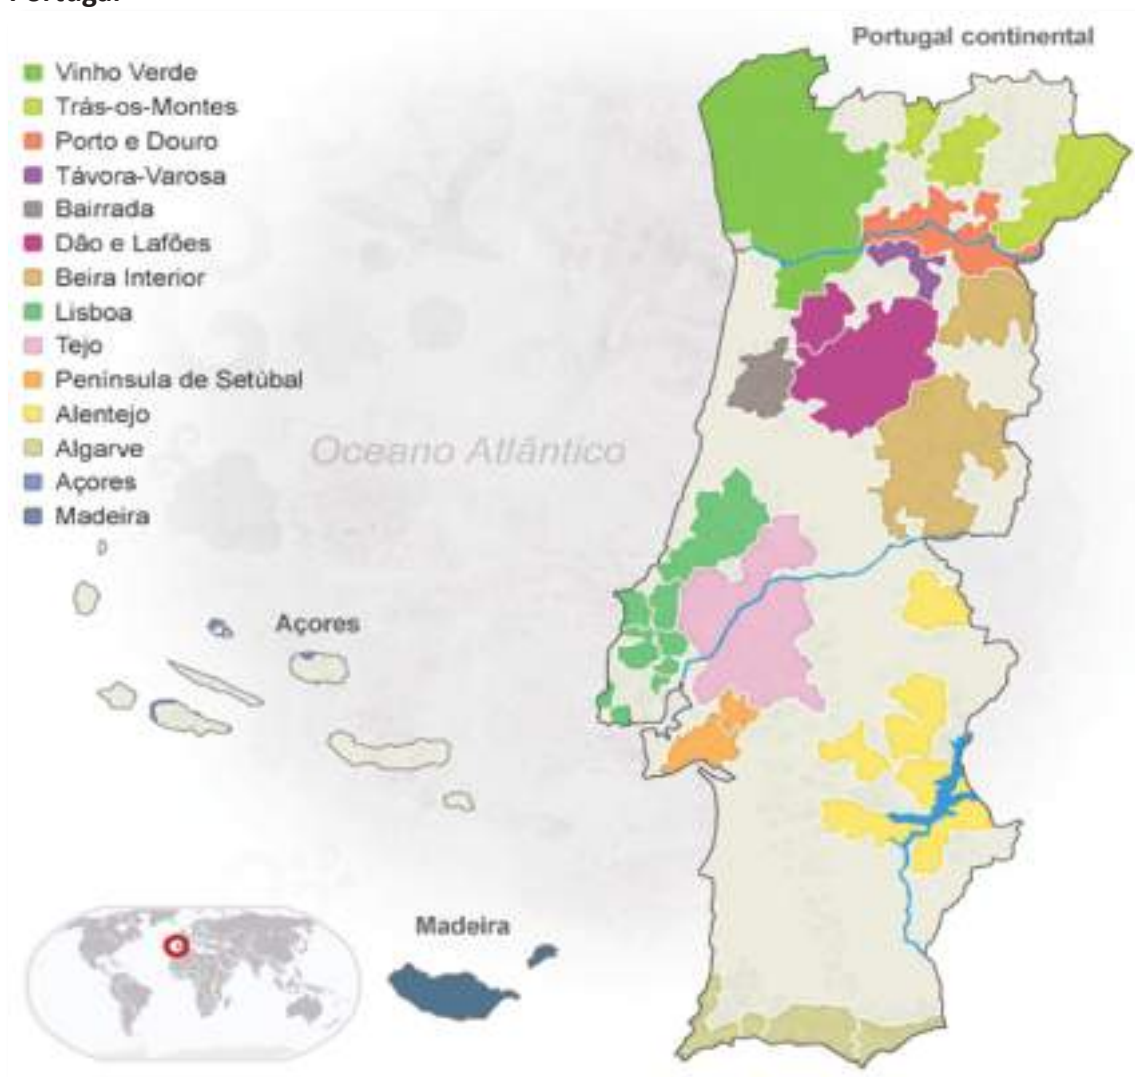 Portugal
Portugal continental
Vinho Verde
Trás-os-Montes
Porto e Douro
Távora-Varosa
Bairrada
Dão e Lafões
Beira Interior
Lisboa
Tejo
Península de Setúbal
Alentejo
Algarve
Açores
Madeira
Oceano Atlântico
Açores
Madeira